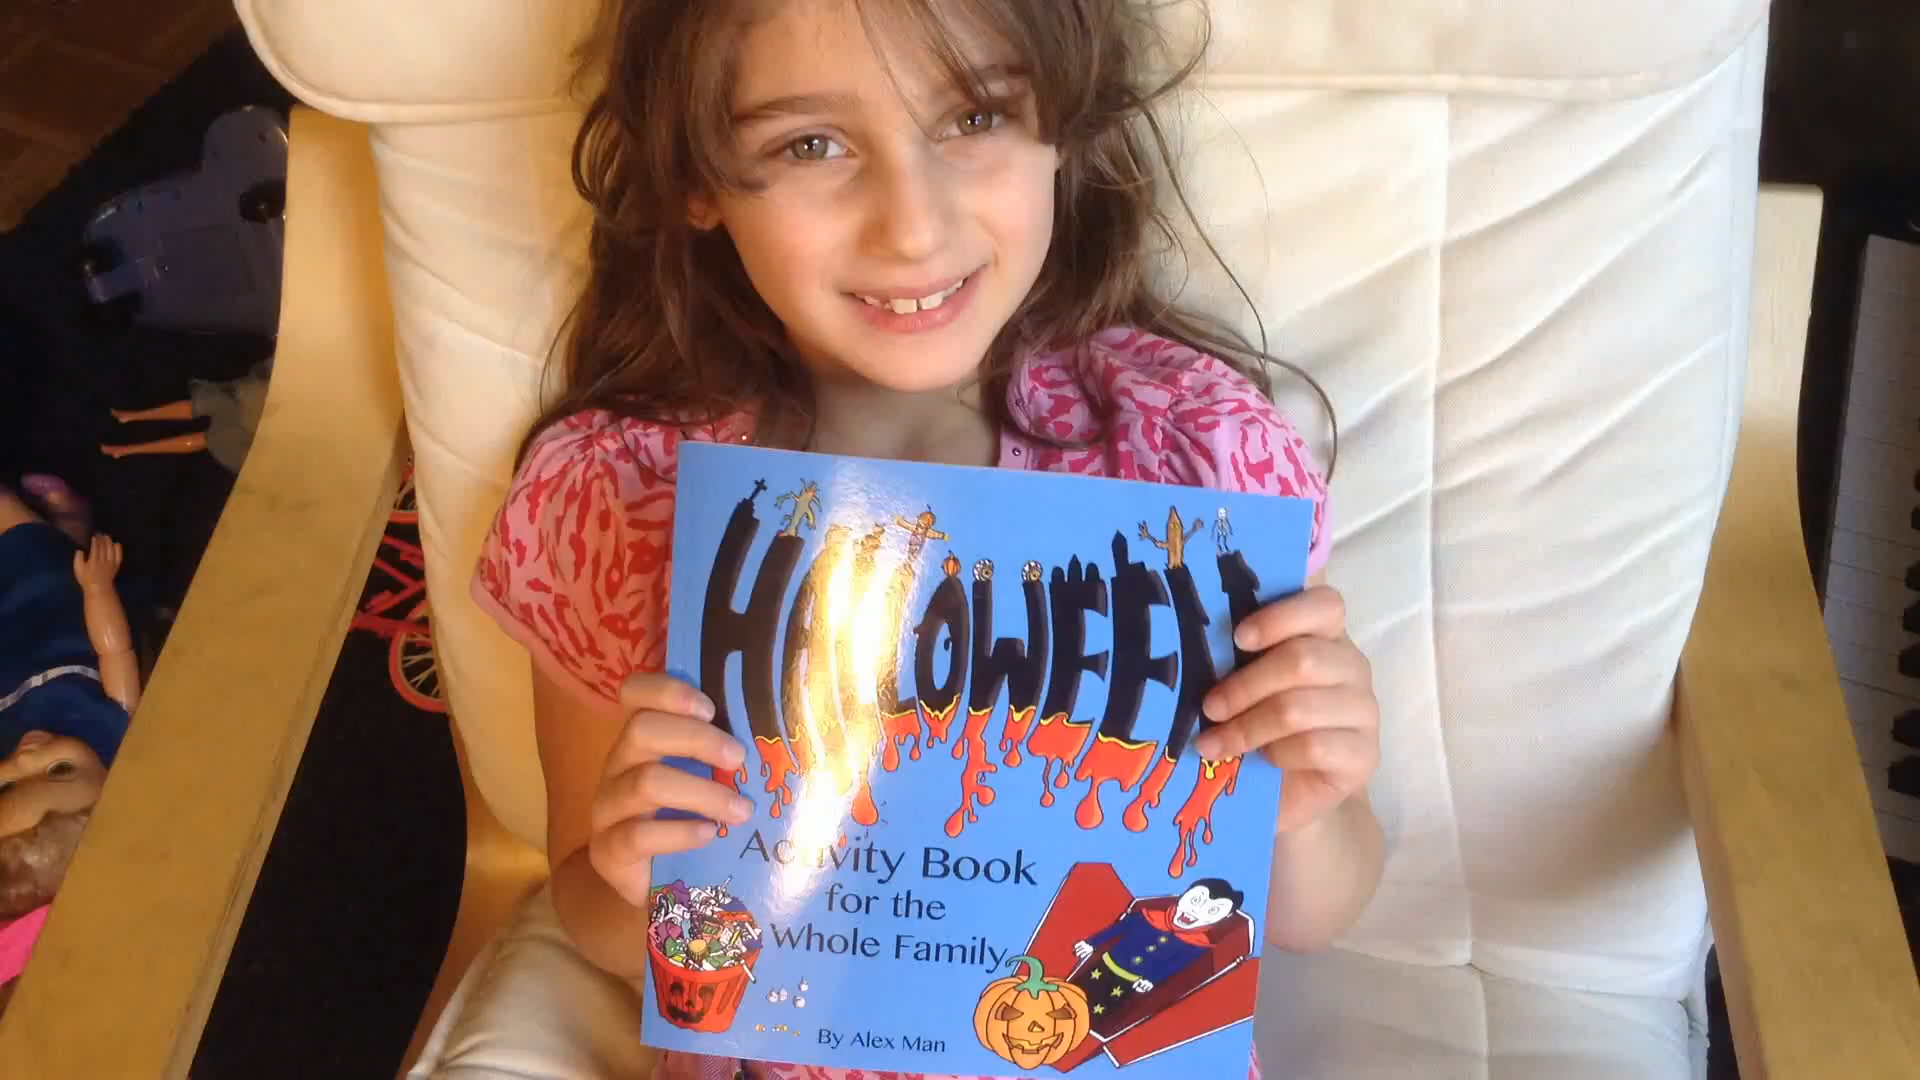 HALLOWEEN
Activity Book
for the
Whole Family
By Alex Man